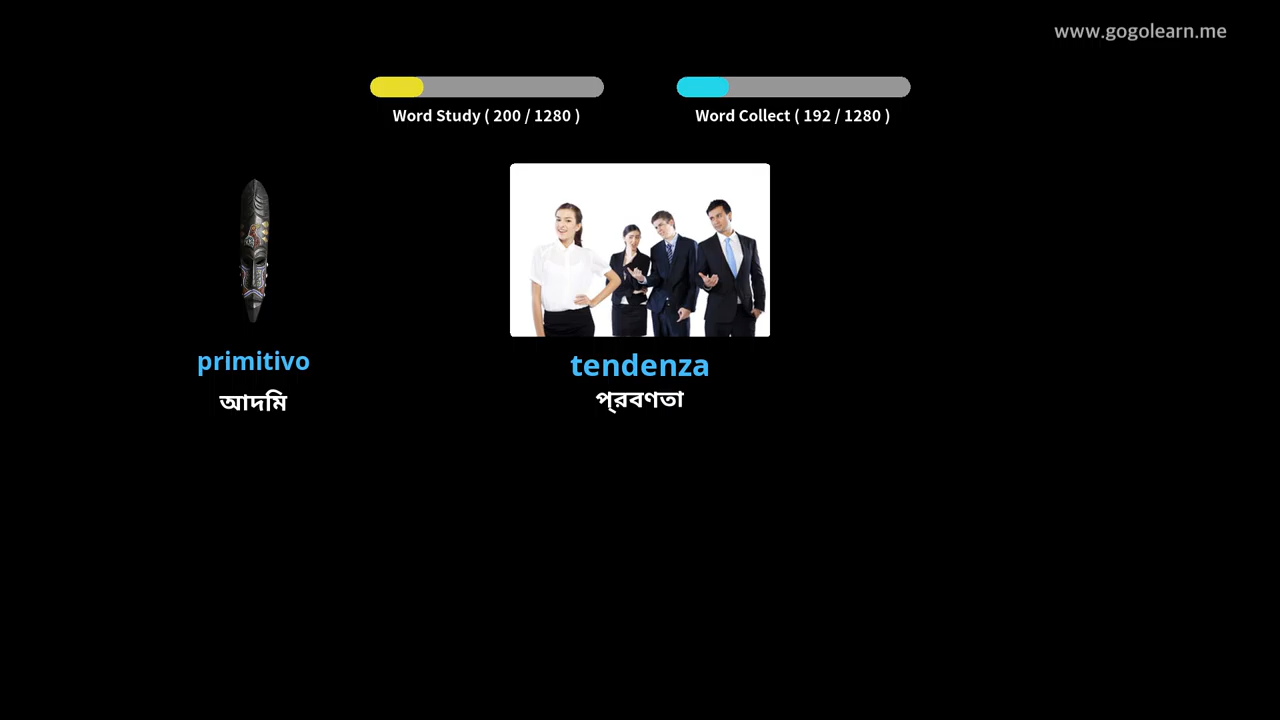 www.gogolearn.me
Word Study ( 200 / 1280 )
Word Collect ( 192 / 1280 )
primitivo
আদমি
tendenza
প্রবণতা